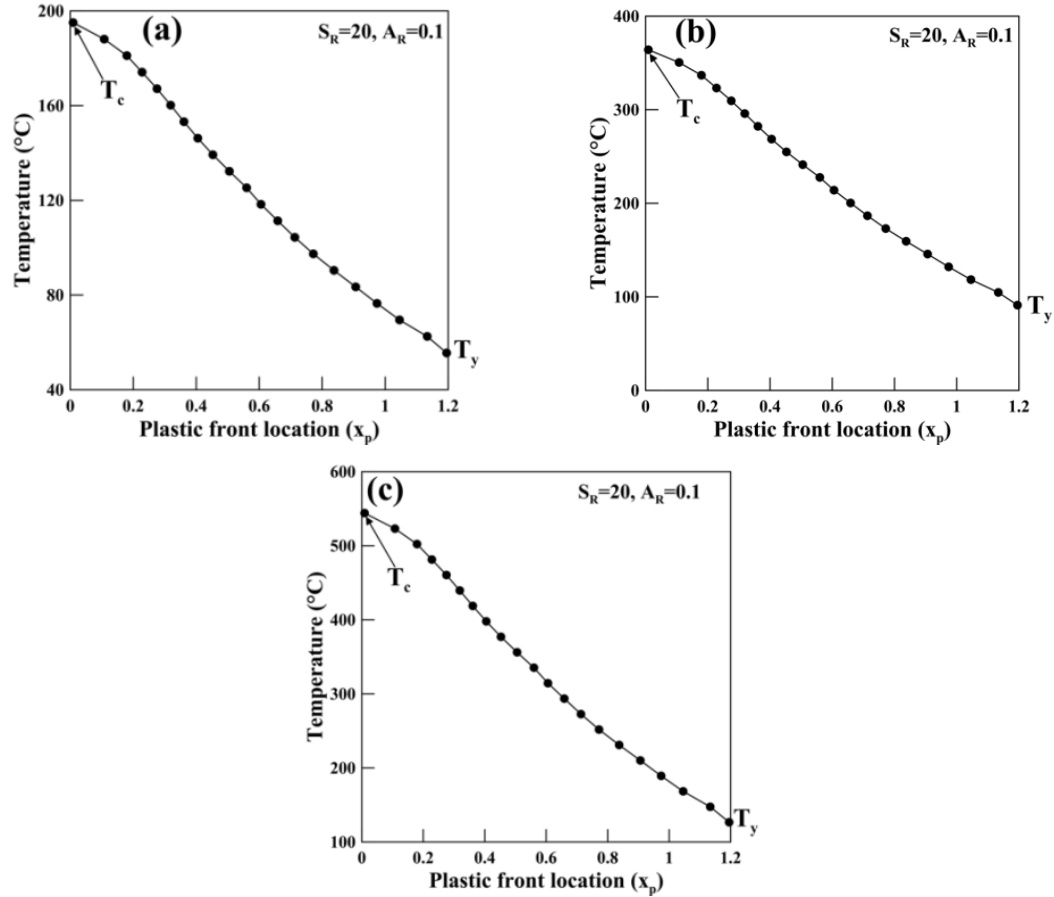 (a)
S_R=20, A_R=0.1
200
160
120
80
40
Temperature (°C)
T_c
T_y
0 0.2 0.4 0.6 0.8 1 1.2
Plastic front location (x_p)
(b)
S_R=20, A_R=0.1
400
300
200
100
0
Temperature (°C)
T_c
T_y
0 0.2 0.4 0.6 0.8 1 1.2
Plastic front location (x_p)
(c)
S_R=20, A_R=0.1
600
500
400
300
200
100
Temperature (°C)
T_c
T_y
0 0.2 0.4 0.6 0.8 1 1.2
Plastic front location (x_p)